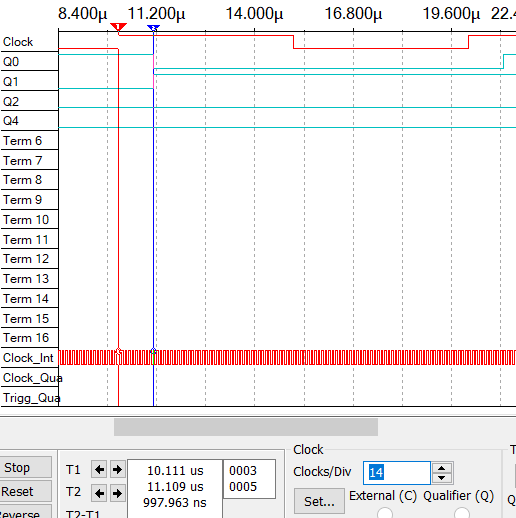 8.400µ 11.200µ 14.000µ 16.800µ 19.600µ 22.4
1 2
Clock
Q0
Q1
Q2
Q4
Term 6
Term 7
Term 8
Term 9
Term 10
Term 11
Term 12
Term 13
Term 14
Term 15
Term 16
Clock_Int
Clock_Qua
Trigg_Qua
Stop
Reset
Reverse
T1 10.111 us 0003
T2 11.109 us 0005
T2-T1 997.963 ns
Clock
Clocks/Div 14
Set... External (C) Qualifier (Q)
T
Q